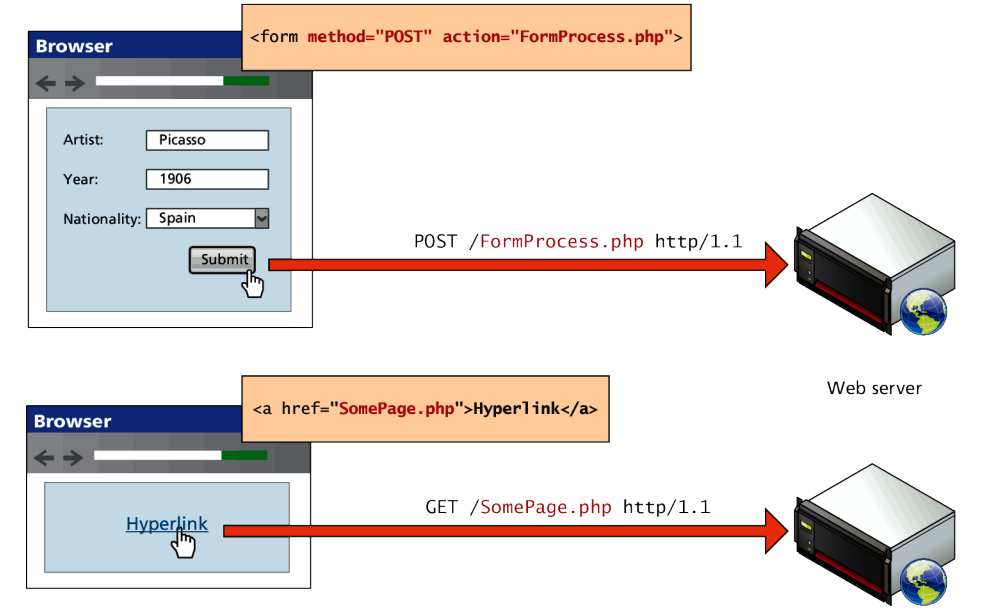 <form method="POST" action="FormProcess.php">
Browser
Artist: Picasso
Year: 1906
Nationality: Spain
Submit
POST /FormProcess.php http/1.1
Web server
<a href="SomePage.php">Hyperlink</a>
Browser
Hyperlink
GET /SomePage.php http/1.1